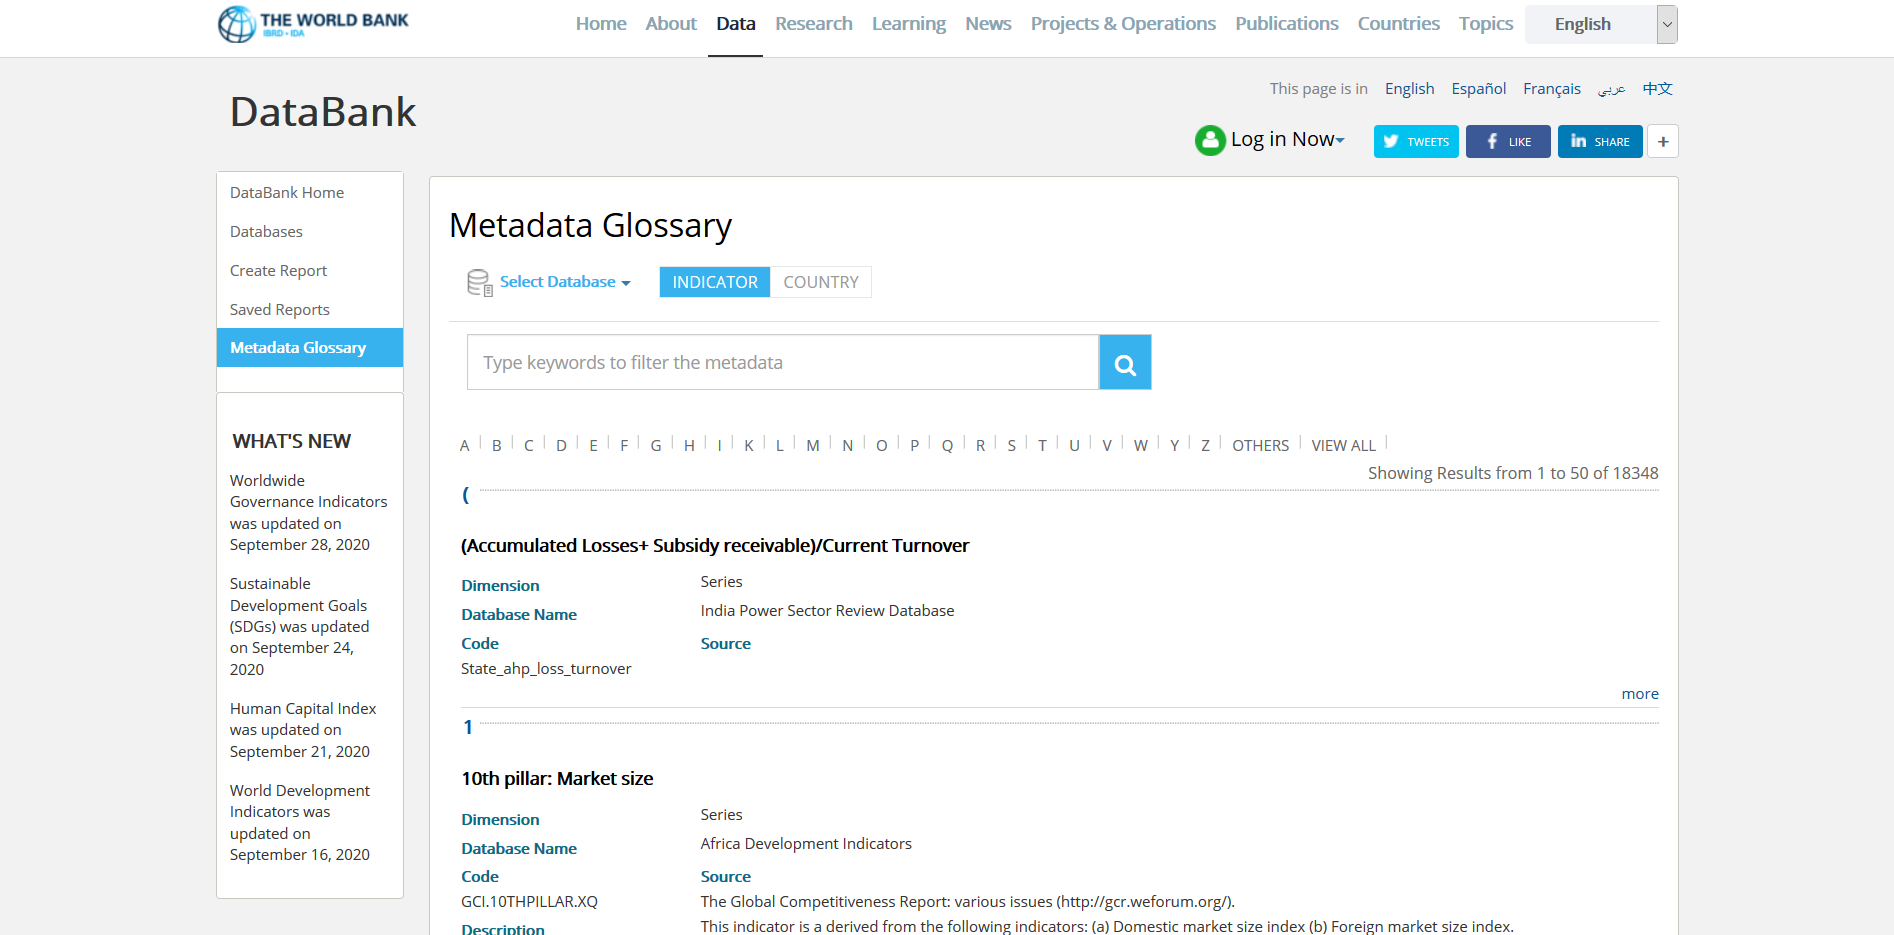 THE WORLD BANK
IBRD • IDA
Home About Data Research Learning News Projects & Operations Publications Countries Topics English
This page is in English Español Français عربي 中文
DataBank
Log in Now
TWEETS LIKE SHARE +
DataBank Home
Databases
Create Report
Saved Reports
Metadata Glossary
WHAT'S NEW
Worldwide
Governance Indicators
was updated on
September 28, 2020
Sustainable
Development Goals
(SDGs) was updated
on September 24,
2020
Human Capital Index
was updated on
September 21, 2020
World Development
Indicators was
updated on
September 16, 2020
Metadata Glossary
Select Database INDICATOR COUNTRY
Type keywords to filter the metadata
A B C D E F G H I K L M N O P Q R S T U V W Y Z OTHERS VIEW ALL
Showing Results from 1 to 50 of 18348
(
(Accumulated Losses+ Subsidy receivable)/Current Turnover
Dimension Series
Database Name India Power Sector Review Database
Code Source
State_ahp_loss_turnover
more
1
10th pillar: Market size
Dimension Series
Database Name Africa Development Indicators
Code Source
GCI.10THPILLAR.XQ The Global Competitiveness Report: various issues (http://gcr.weforum.org/).
Description This indicator is a derived from the following indicators: (a) Domestic market size index (b) Foreign market size index.